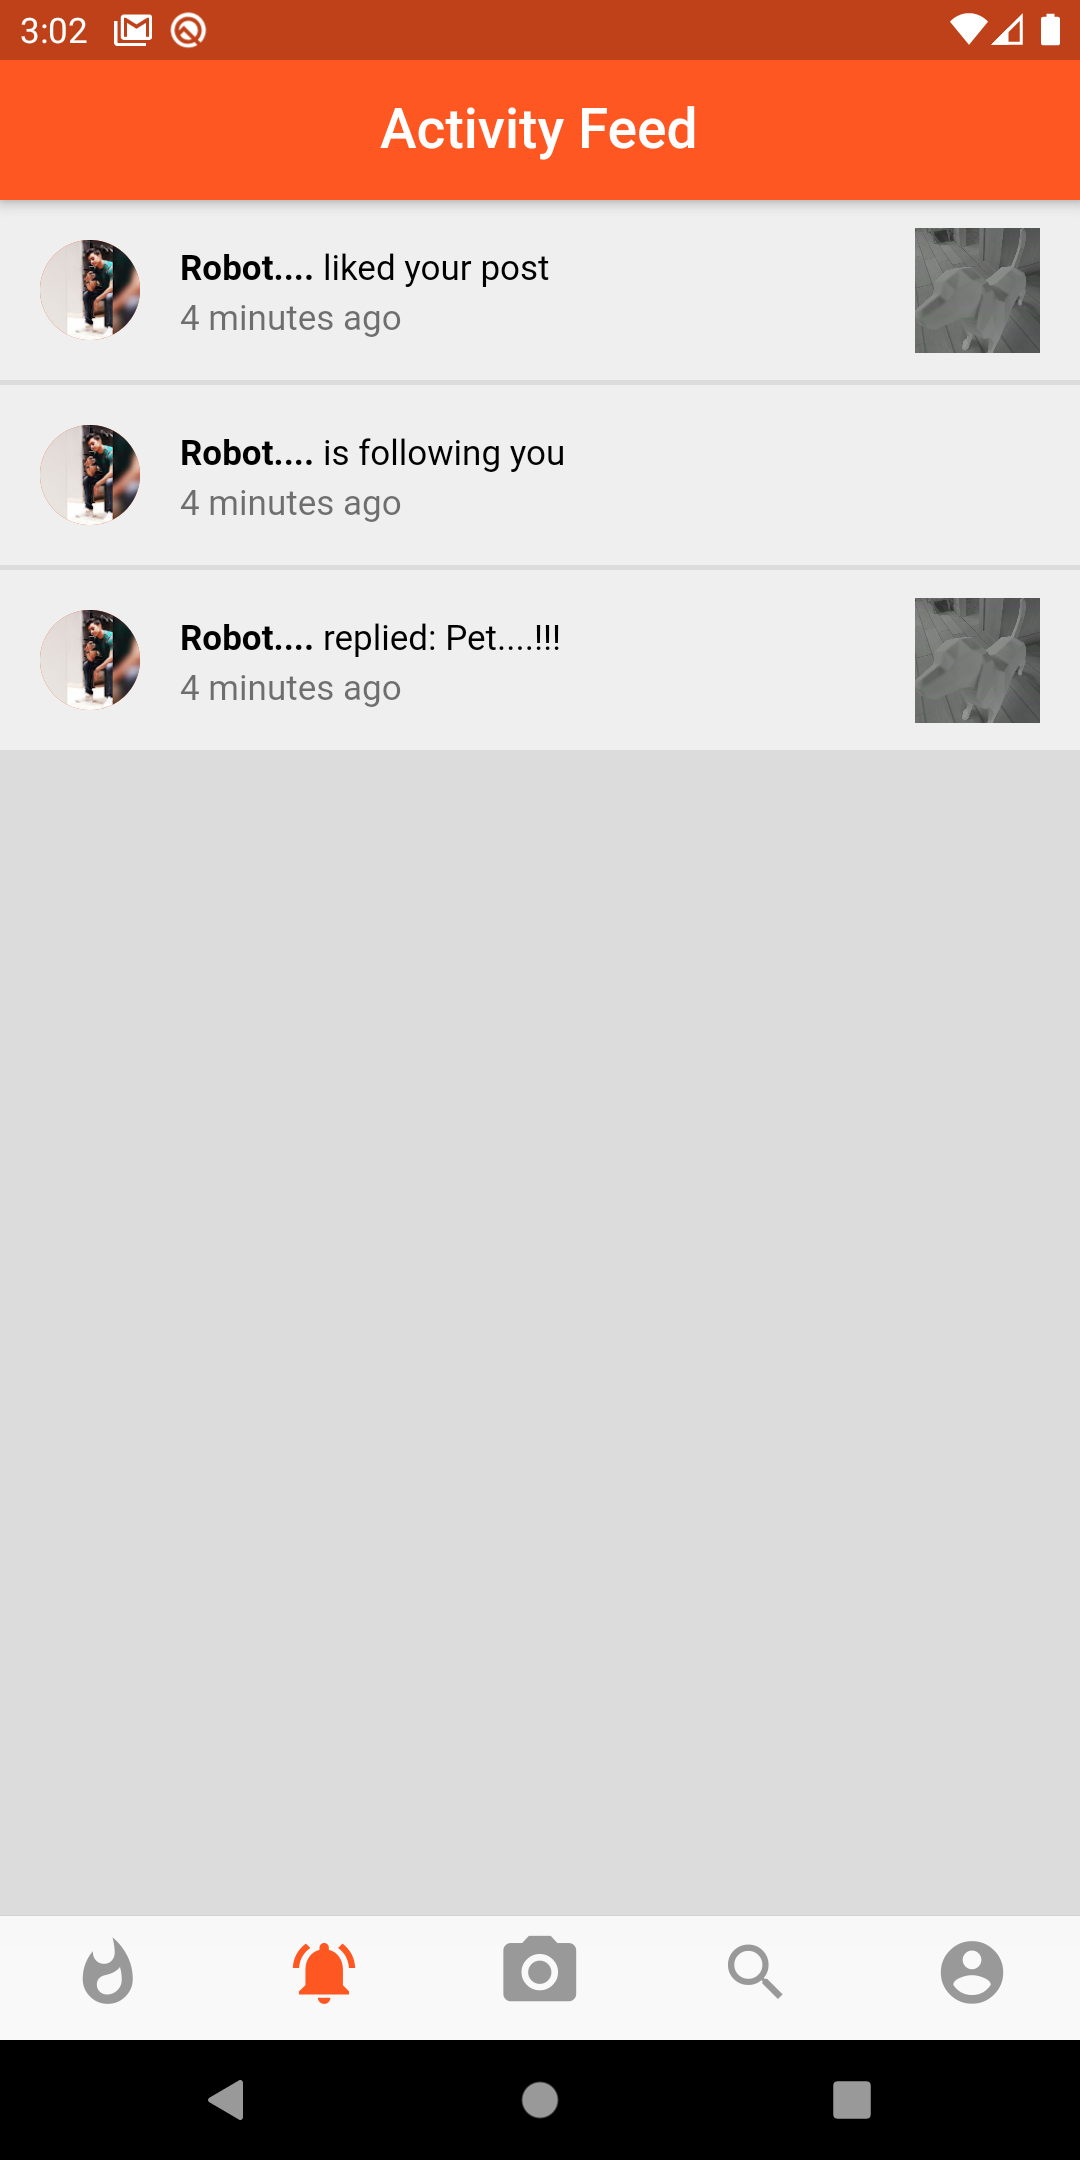 3:02
Activity Feed
Robot.... liked your post
4 minutes ago
Robot.... is following you
4 minutes ago
Robot.... replied: Pet....!!!
4 minutes ago